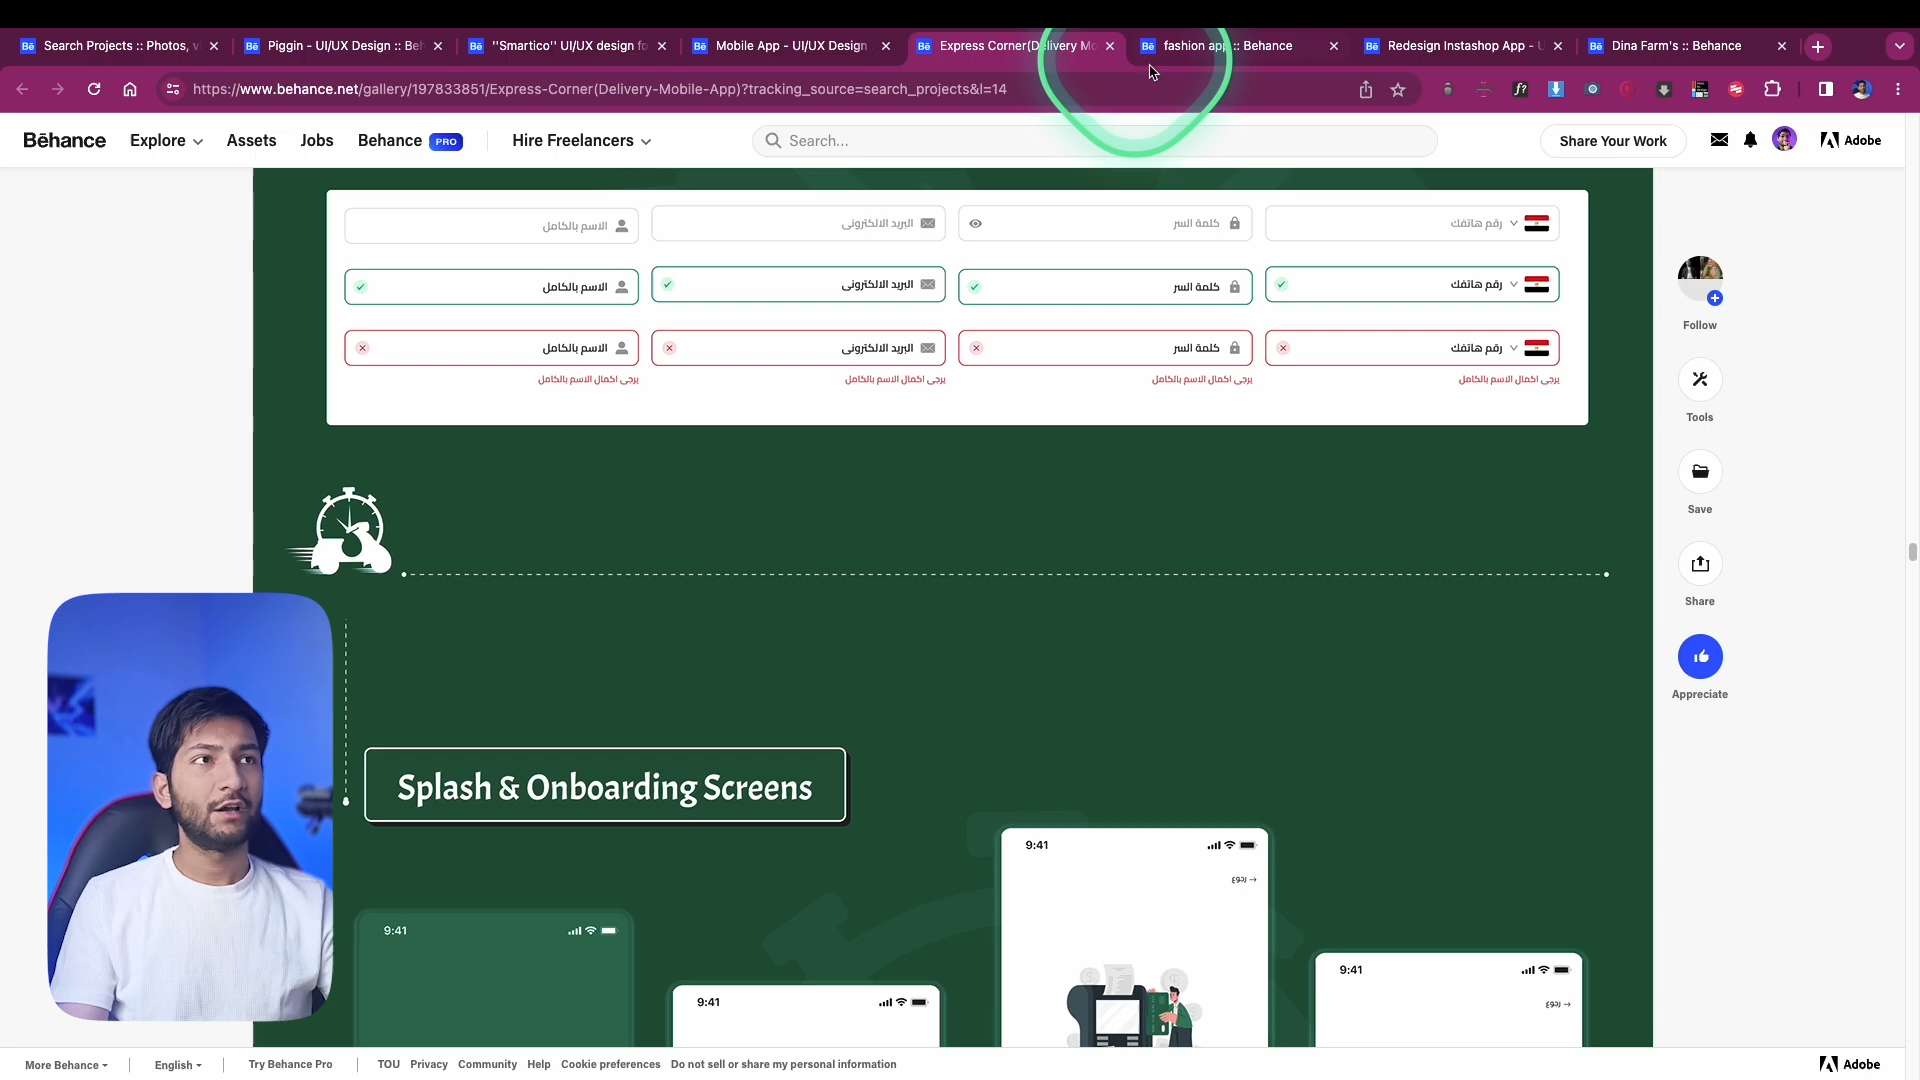 Search Projects :: Photos, v
Piggin - UI/UX Design :: Beh
"Smartico" UI/UX design fo
Mobile App - UI/UX Design
Express Corner(Delivery Mo
fashion app :: Behance
Redesign Instashop App - U
Dina Farm's :: Behance
https://www.behance.net/gallery/197833851/Express-Corner(Delivery-Mobile-App)?tracking_source=search_projects&l=14
Bēhance Explore Assets Jobs Behance PRO Hire Freelancers Search... Share Your Work Adobe
الاسم بالكامل البريد الالكترونى كلمة السر رقم هاتفك
الاسم بالكامل البريد الالكترونى كلمة السر رقم هاتفك
الاسم بالكامل البريد الالكترونى كلمة السر رقم هاتفك
يرجى اكمال الاسم بالكامل يرجى اكمال الاسم بالكامل يرجى اكمال الاسم بالكامل يرجى اكمال الاسم بالكامل
Follow
Tools
Save
Share
Appreciate
Splash & Onboarding Screens
9:41
رجوع
9:41
9:41
رجوع
9:41
More Behance English Try Behance Pro TOU Privacy Community Help Cookie preferences Do not sell or share my personal information Adobe